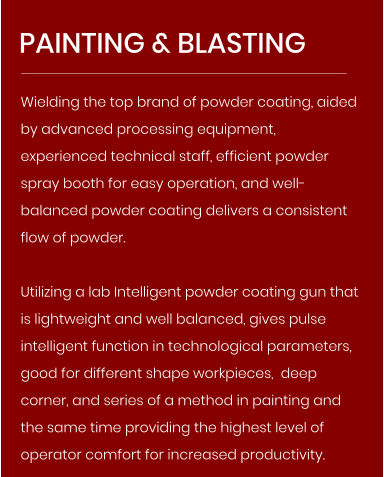 PAINTING & BLASTING
Wielding the top brand of powder coating, aided
by advanced processing equipment,
experienced technical staff, efficient powder
spray booth for easy operation, and well-
balanced powder coating delivers a consistent
flow of powder.
Utilizing a lab Intelligent powder coating gun that
is lightweight and well balanced, gives pulse
intelligent function in technological parameters,
good for different shape workpieces,  deep
corner, and series of a method in painting and
the same time providing the highest level of
operator comfort for increased productivity.